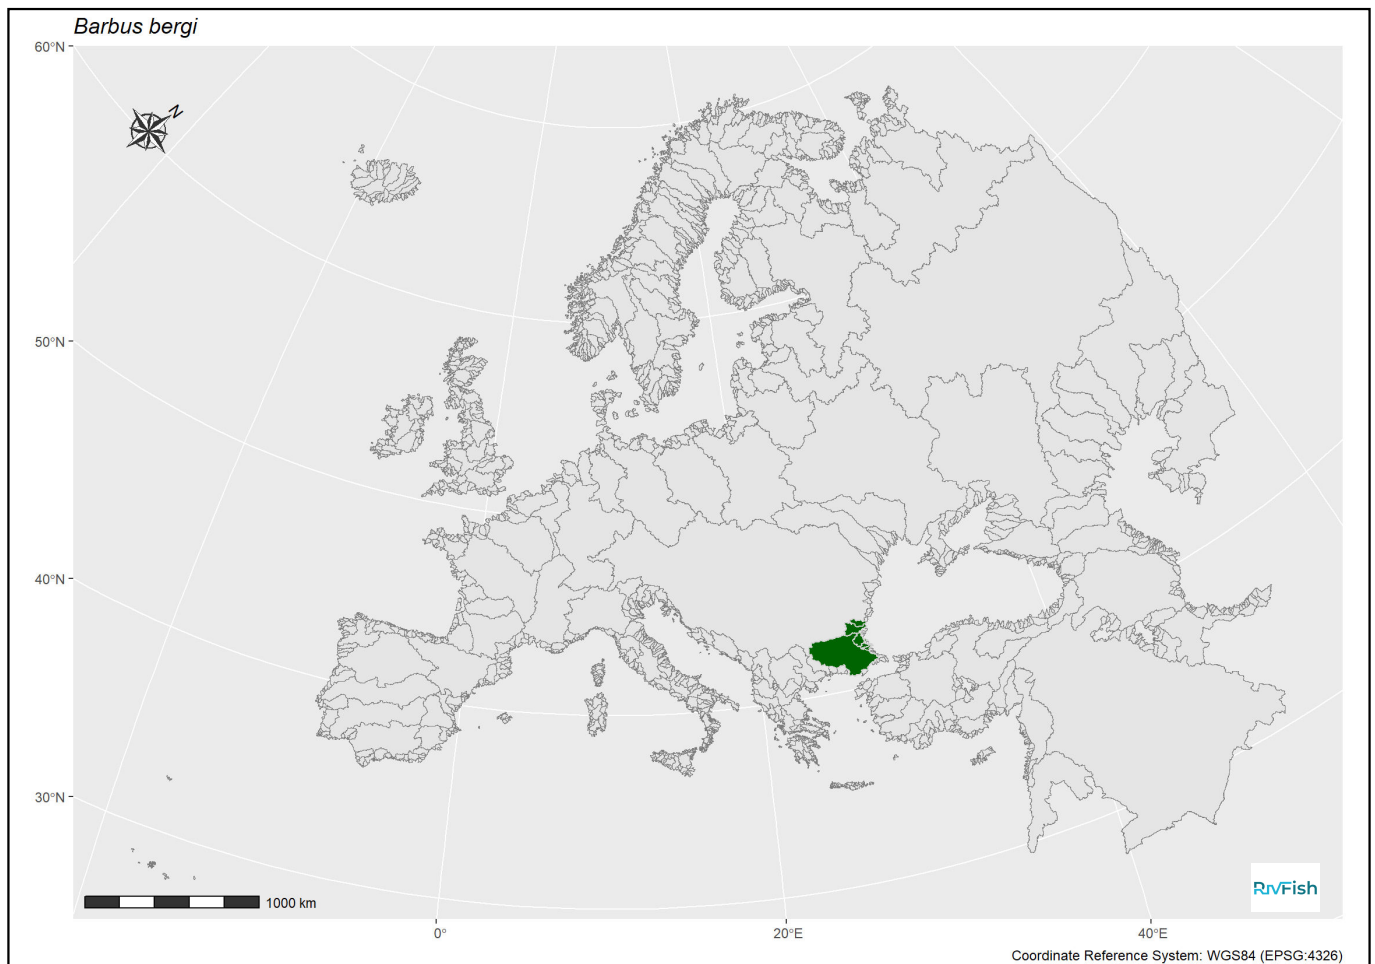 Barbus bergi
60°N
N
50°N
40°N
30°N
1000 km
RivFish
0°
20°E
40°E
Coordinate Reference System: WGS84 (EPSG:4326)